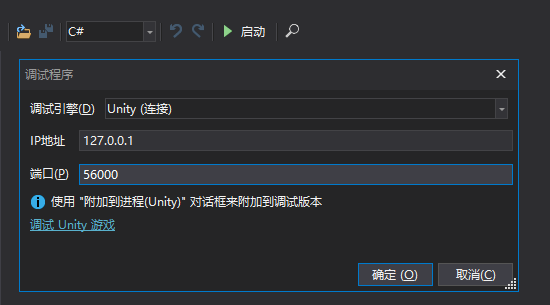 C# 启动
调试程序
调试引擎(D) Unity (连接)
IP地址 127.0.0.1
端口(P) 56000
使用 "附加到进程(Unity)" 对话框来附加到调试版本
调试 Unity 游戏
确定 (O) 取消(C)